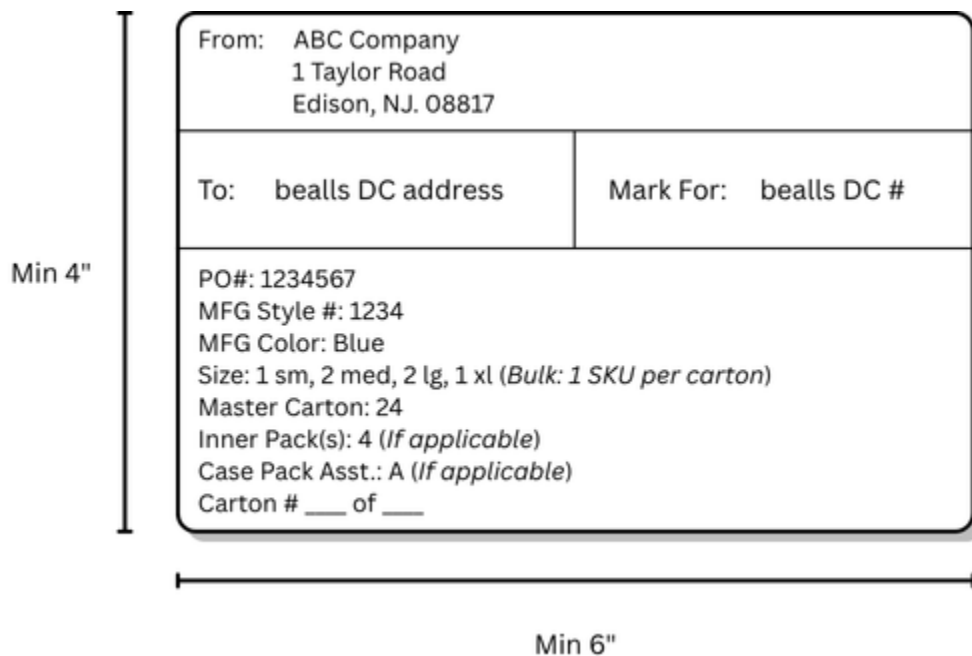 From: ABC Company
1 Taylor Road
Edison, NJ. 08817
To: bealls DC address
Mark For: bealls DC #
Min 4"
PO#: 1234567
MFG Style #: 1234
MFG Color: Blue
Size: 1 sm, 2 med, 2 lg, 1 xl (Bulk: 1 SKU per carton)
Master Carton: 24
Inner Pack(s): 4 (If applicable)
Case Pack Asst.: A (If applicable)
Carton # ___ of ___
Min 6"